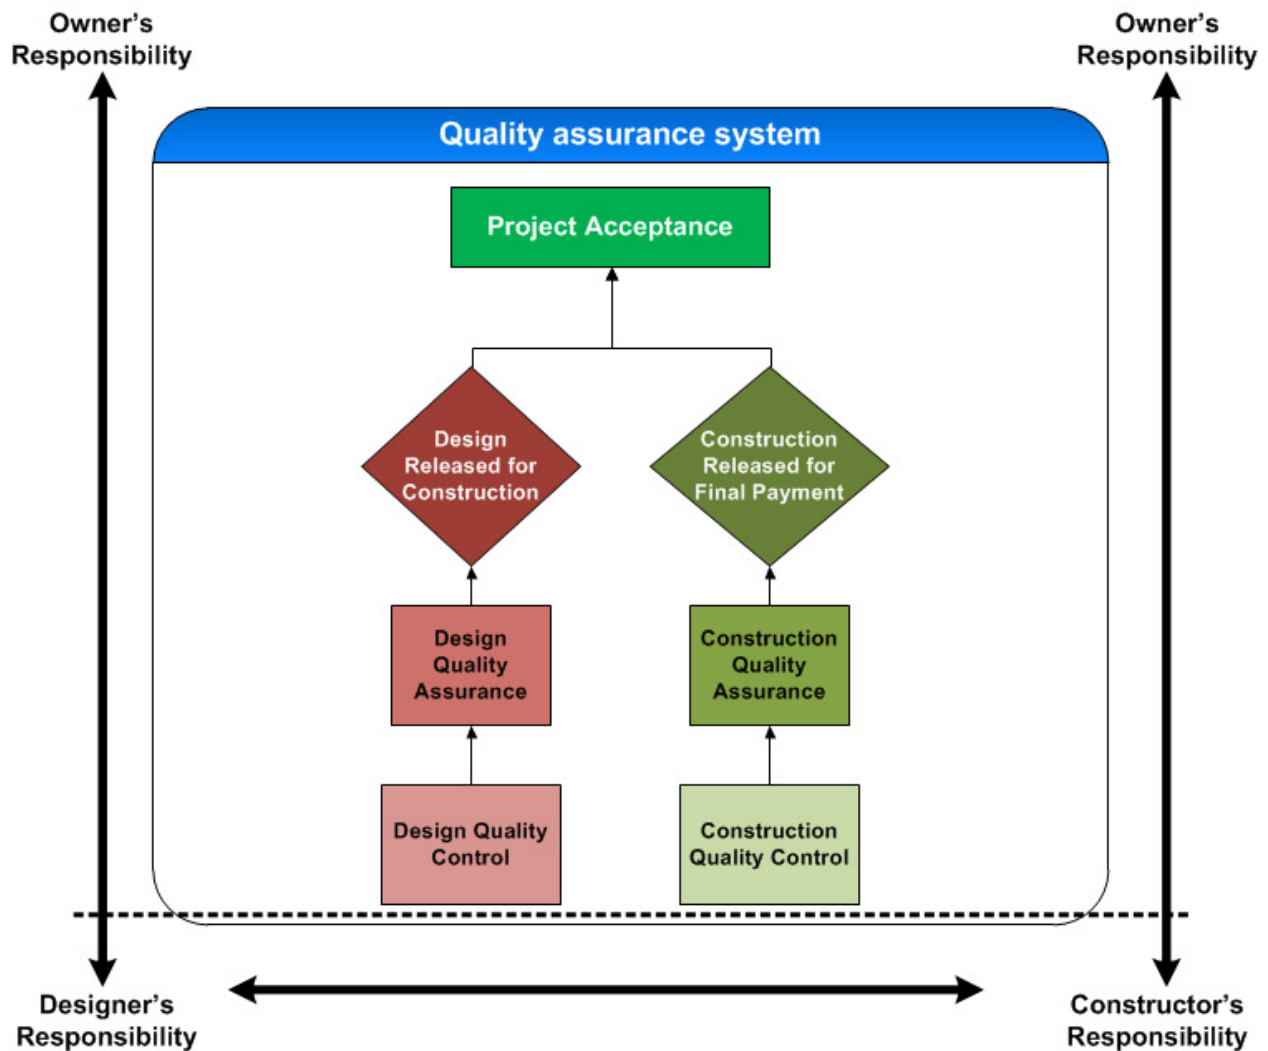 Owner's
Responsibility
Owner's
Responsibility
Quality assurance system
Project Acceptance
Design
Released for
Construction
Construction
Released for
Final Payment
Design
Quality
Assurance
Construction
Quality
Assurance
Design Quality
Control
Construction
Quality Control
Designer's
Responsibility
Constructor's
Responsibility